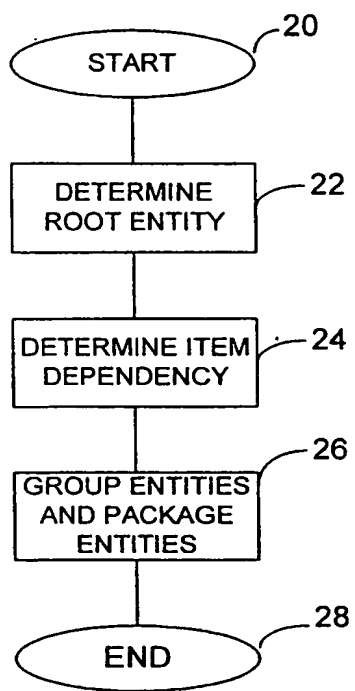 20
START
22
DETERMINE
ROOT ENTITY
24
DETERMINE ITEM
DEPENDENCY
26
GROUP ENTITIES
AND PACKAGE
ENTITIES
28
END